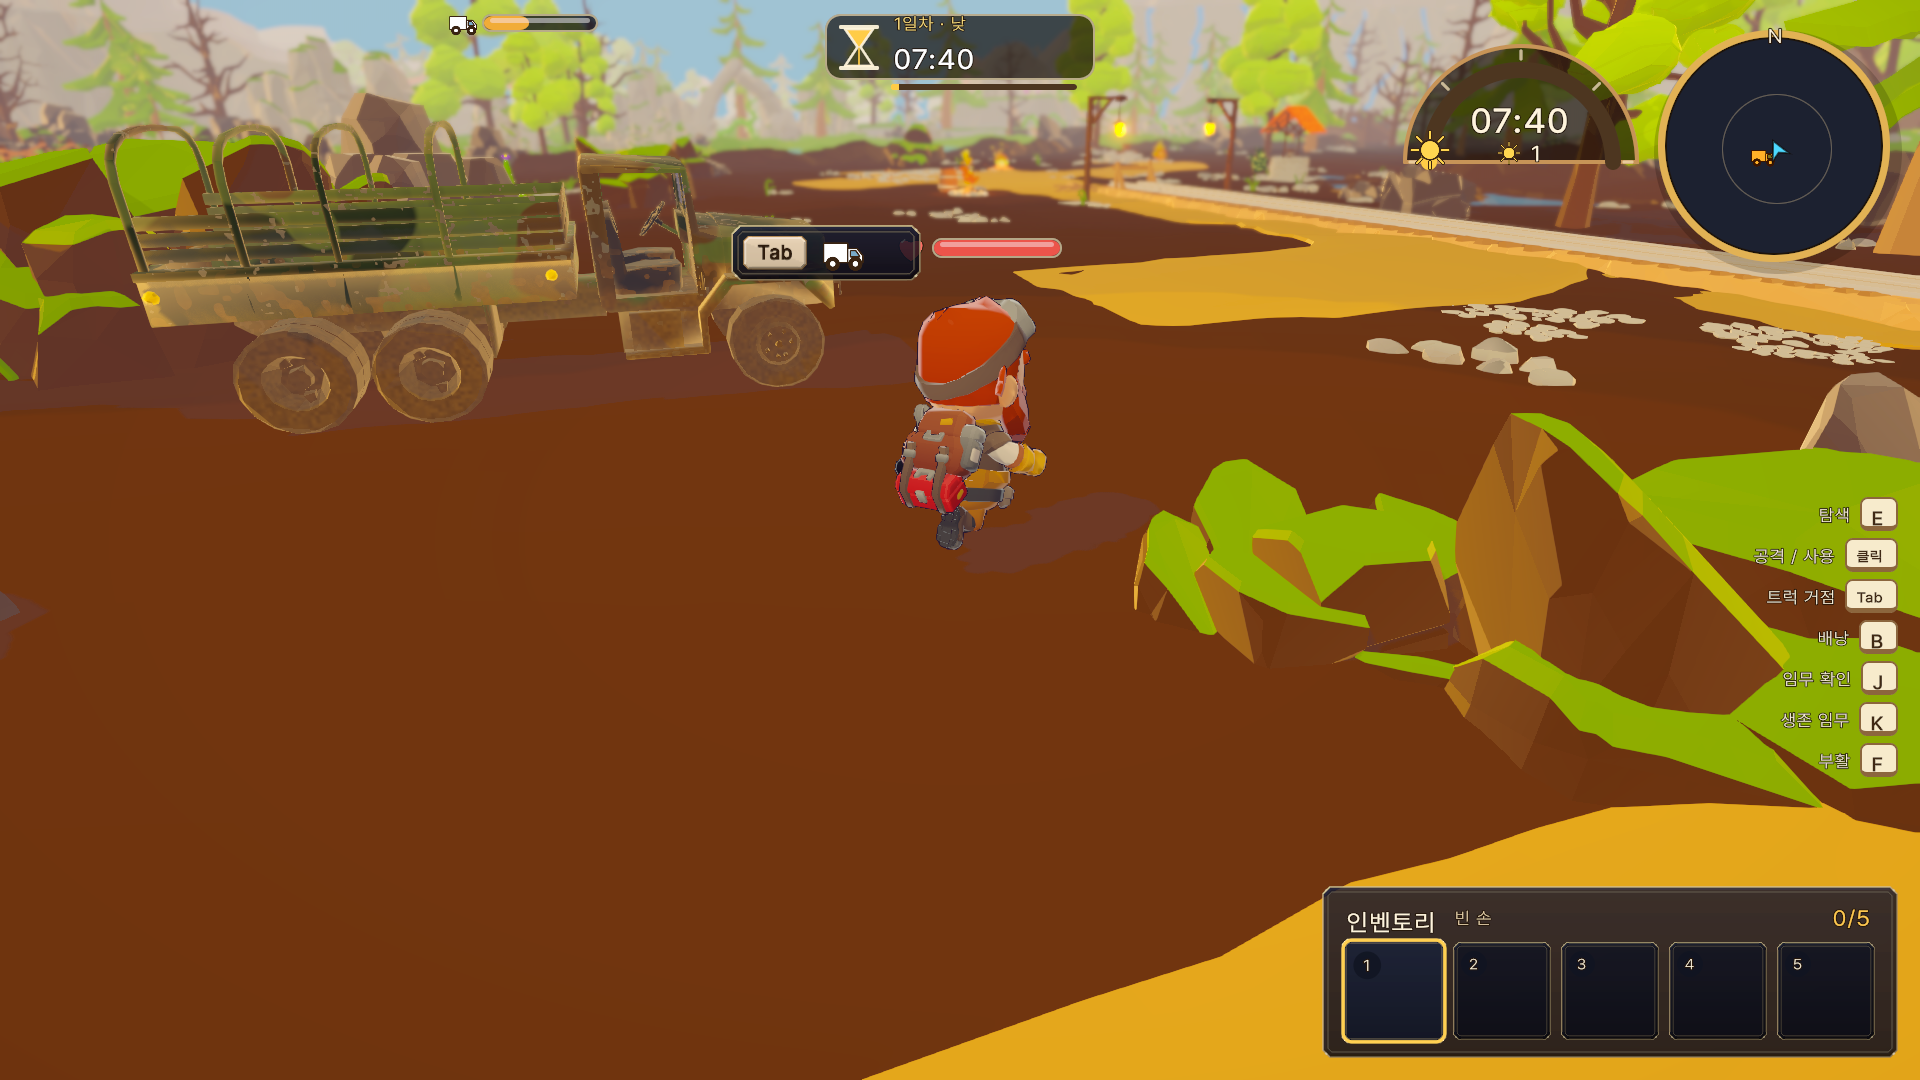 1일차 · 낮
07:40
N
07:40
1
Tab
탐색 E
공격 / 사용 클릭
트럭 거점 Tab
배낭 B
임무 확인 J
생존 임무 K
부활 F
인벤토리 빈 손 0/5
1 2 3 4 5